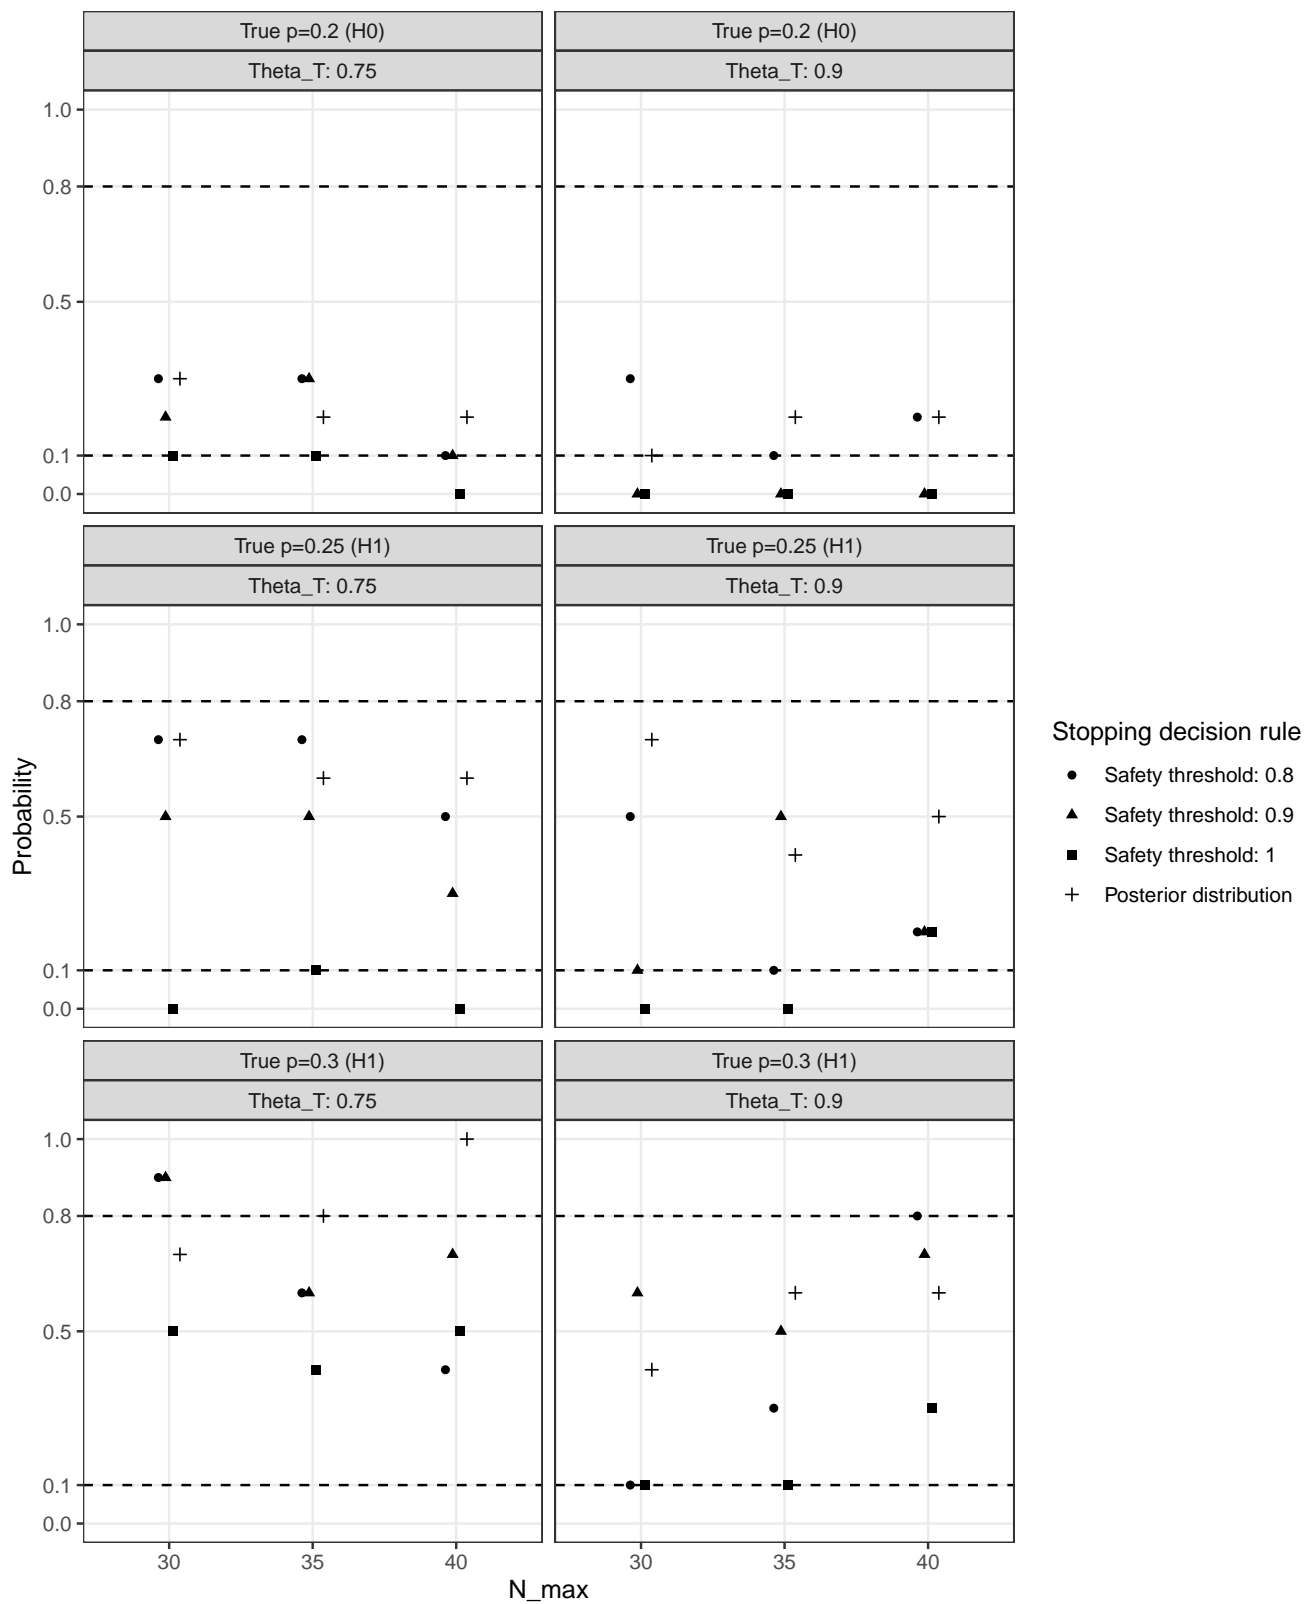 True p=0.2 (H0)
True p=0.2 (H0)
Theta_T: 0.75
Theta_T: 0.9
1.0
0.8
0.5
0.1
0.0
True p=0.25 (H1)
True p=0.25 (H1)
Theta_T: 0.75
Theta_T: 0.9
1.0
0.8
0.5
0.1
0.0
True p=0.3 (H1)
True p=0.3 (H1)
Theta_T: 0.75
Theta_T: 0.9
1.0
0.8
0.5
0.1
0.0
30
35
40
30
35
40
N_max
Probability
Stopping decision rule
Safety threshold: 0.8
Safety threshold: 0.9
Safety threshold: 1
Posterior distribution